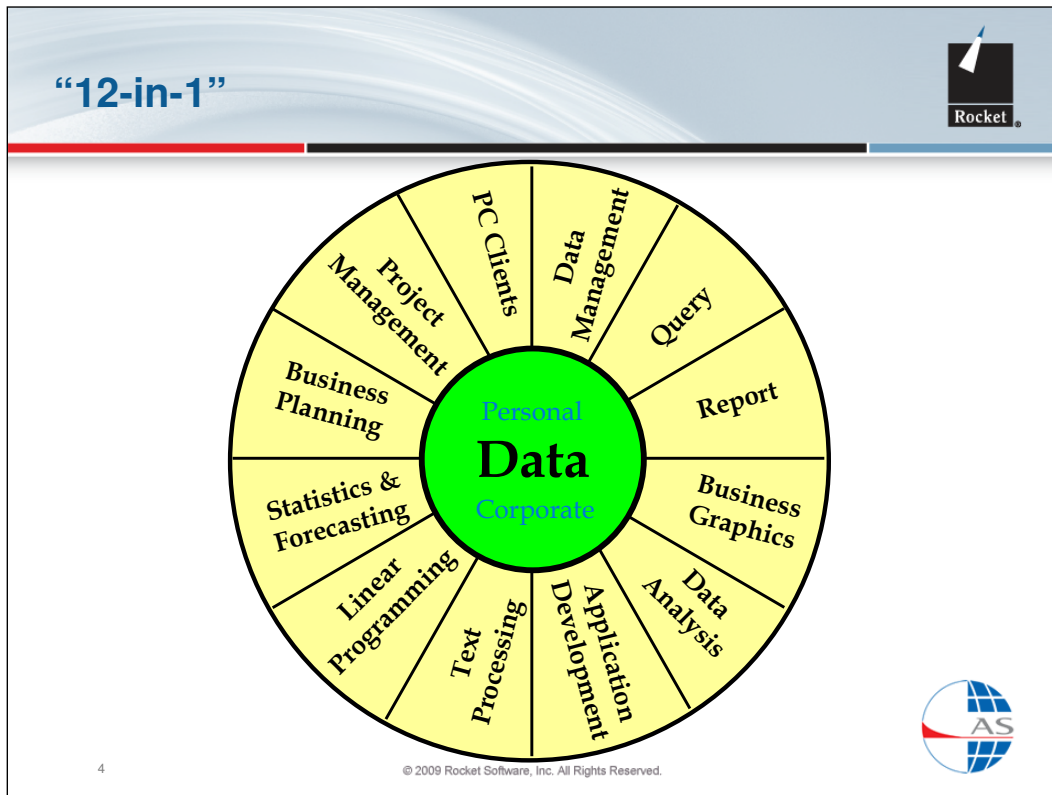 “12-in-1”
Rocket®
PC Clients
Data
Management
Query
Report
Business
Graphics
Data
Analysis
Application
Development
Text
Processing
Linear
Programming
Statistics &
Forecasting
Business
Planning
Project
Management
Personal
Data
Corporate
AS
4
© 2009 Rocket Software, Inc. All Rights Reserved.